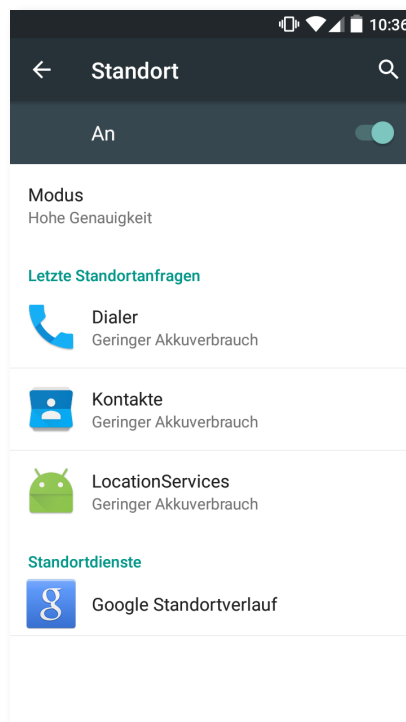 10:36
Standort
An
Modus
Hohe Genauigkeit
Letzte Standortanfragen
Dialer
Geringer Akkuverbrauch
Kontakte
Geringer Akkuverbrauch
LocationServices
Geringer Akkuverbrauch
Standortdienste
g
Google Standortverlauf